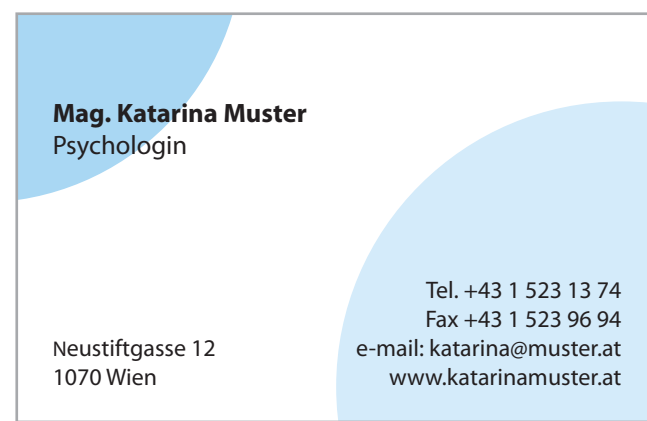 Mag. Katarina Muster
Psychologin
Neustiftgasse 12
1070 Wien
Tel. +43 1 523 13 74
Fax +43 1 523 96 94
e-mail: katarina@muster.at
www.katarinamuster.at